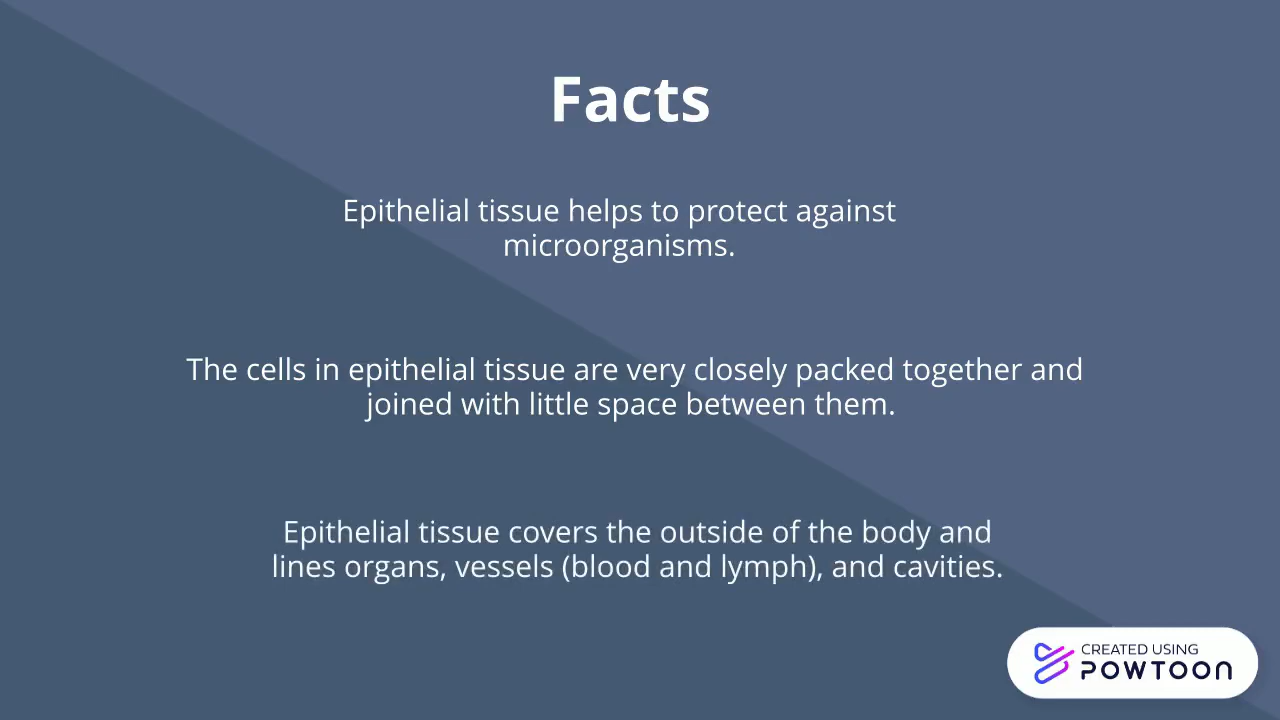 Facts
Epithelial tissue helps to protect against
microorganisms.
The cells in epithelial tissue are very closely packed together and
joined with little space between them.
Epithelial tissue covers the outside of the body and
lines organs, vessels (blood and lymph), and cavities.
CREATED USING
POWTOON